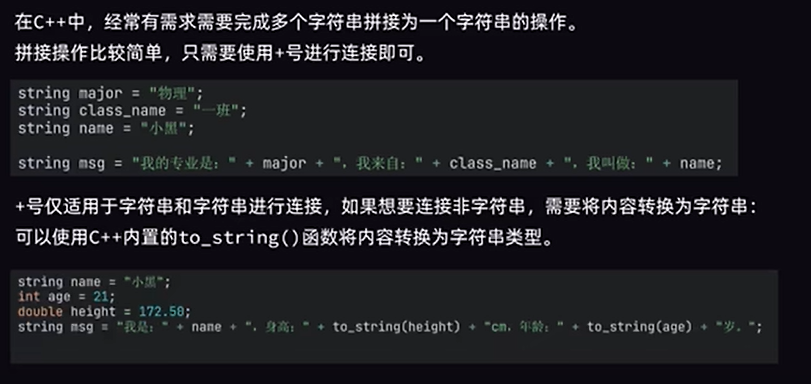 在C++中，经常有需求需要完成多个字符串拼接为一个字符串的操作。
拼接操作比较简单，只需要使用+号进行连接即可。
string major = "物理";
string class_name = "一班";
string name = "小黑";
string msg = "我的专业是：" + major + "，我来自：" + class_name + "，我叫做：" + name;
+号仅适用于字符串和字符串进行连接，如果想要连接非字符串，需要将内容转换为字符串：
可以使用C++内置的to_string()函数将内容转换为字符串类型。
string name = "小黑";
int age = 21;
double height = 172.50;
string msg = "我是：" + name + "，身高：" + to_string(height) + "cm，年龄：" + to_string(age) + "岁。";